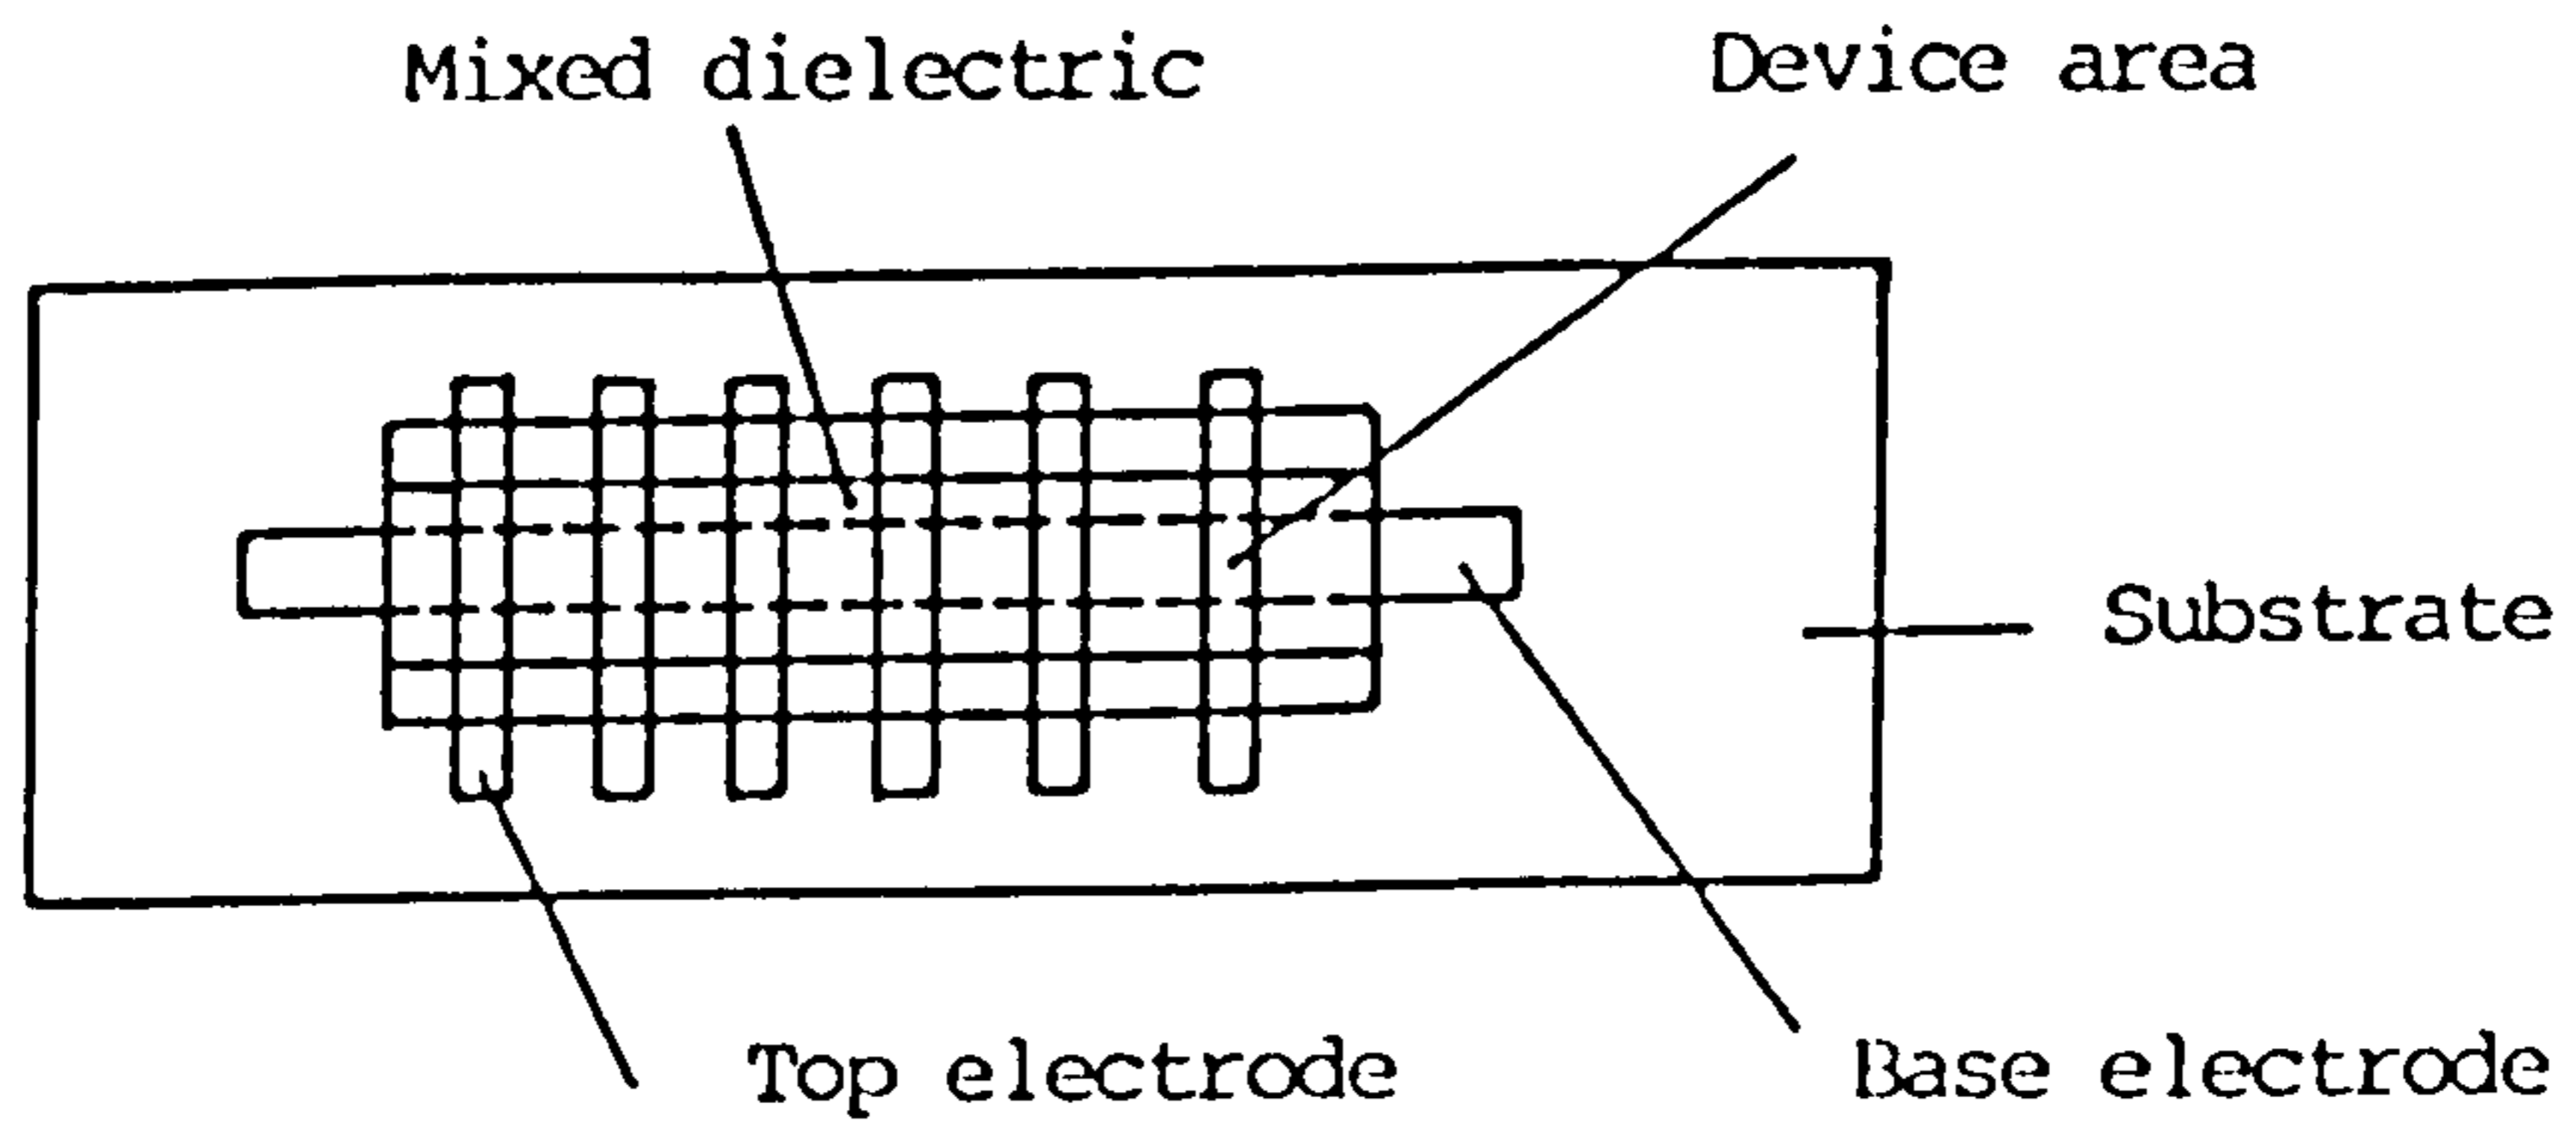 Mixed dielectric
Device area
Substrate
Top electrode
Base electrode